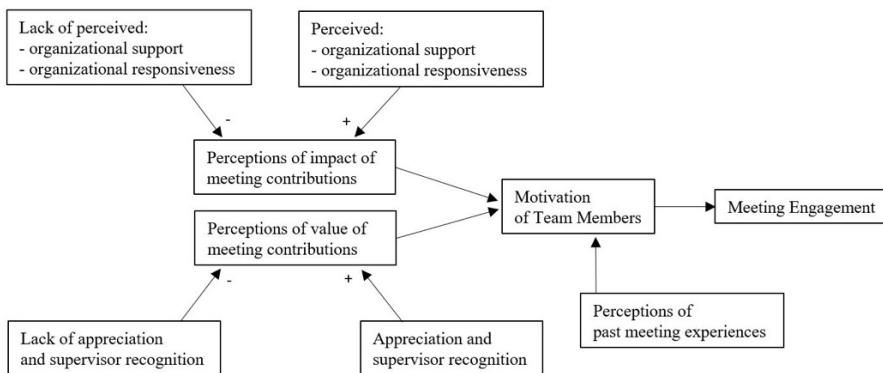 Lack of perceived:
- organizational support
- organizational responsiveness
Perceived:
- organizational support
- organizational responsiveness
-
+
Perceptions of impact of
meeting contributions
Motivation
of Team Members
Meeting Engagement
Perceptions of value of
meeting contributions
-
+
Lack of appreciation
and supervisor recognition
Appreciation and
supervisor recognition
Perceptions of
past meeting experiences